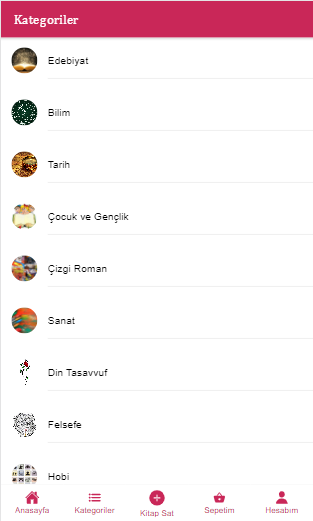 Kategoriler
Edebiyat
Bilim
Tarih
Çocuk ve Gençlik
Çizgi Roman
Sanat
Din Tasavvuf
Felsefe
Hobi
Anasayfa
Kategoriler
Kitap Sat
Sepetim
Hesabım